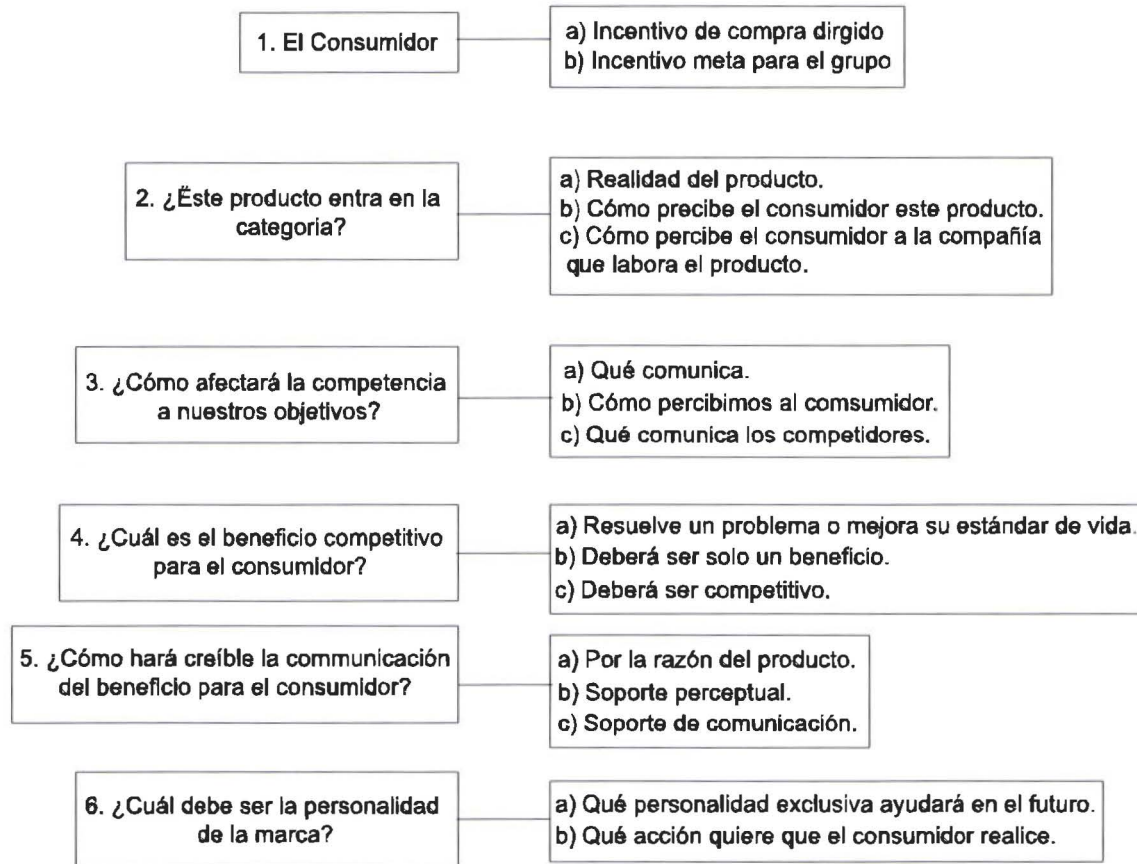 1. El Consumidor
a) Incentivo de compra dirgido
b) Incentivo meta para el grupo
2. ¿Ëste producto entra en la
categoria?
a) Realidad del producto.
b) Cómo precibe el consumidor este producto.
c) Cómo percibe el consumidor a la compañía
que labora el producto.
3. ¿Cómo afectará la competencia
a nuestros objetivos?
a) Qué comunica.
b) Cómo percibimos al comsumidor.
c) Qué comunica los competidores.
4. ¿Cuál es el beneficio competitivo
para el consumidor?
a) Resuelve un problema o mejora su estándar de vida.
b) Deberá ser solo un beneficio.
c) Deberá ser competitivo.
5. ¿Cómo hará creíble la communicación
del beneficio para el consumidor?
a) Por la razón del producto.
b) Soporte perceptual.
c) Soporte de comunicación.
6. ¿Cuál debe ser la personalidad
de la marca?
a) Qué personalidad exclusiva ayudará en el futuro.
b) Qué acción quiere que el consumidor realice.